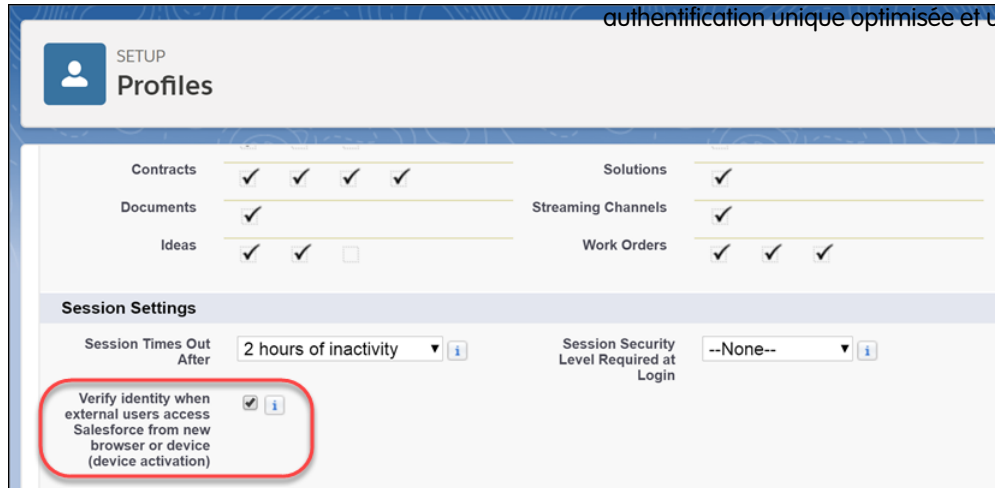 authentification unique optimisée et u
SETUP
Profiles
Contracts
Solutions
Documents
Streaming Channels
Ideas
Work Orders
Session Settings
Session Times Out
After
2 hours of inactivity
Session Security
Level Required at
Login
--None--
Verify identity when
external users access
Salesforce from new
browser or device
(device activation)